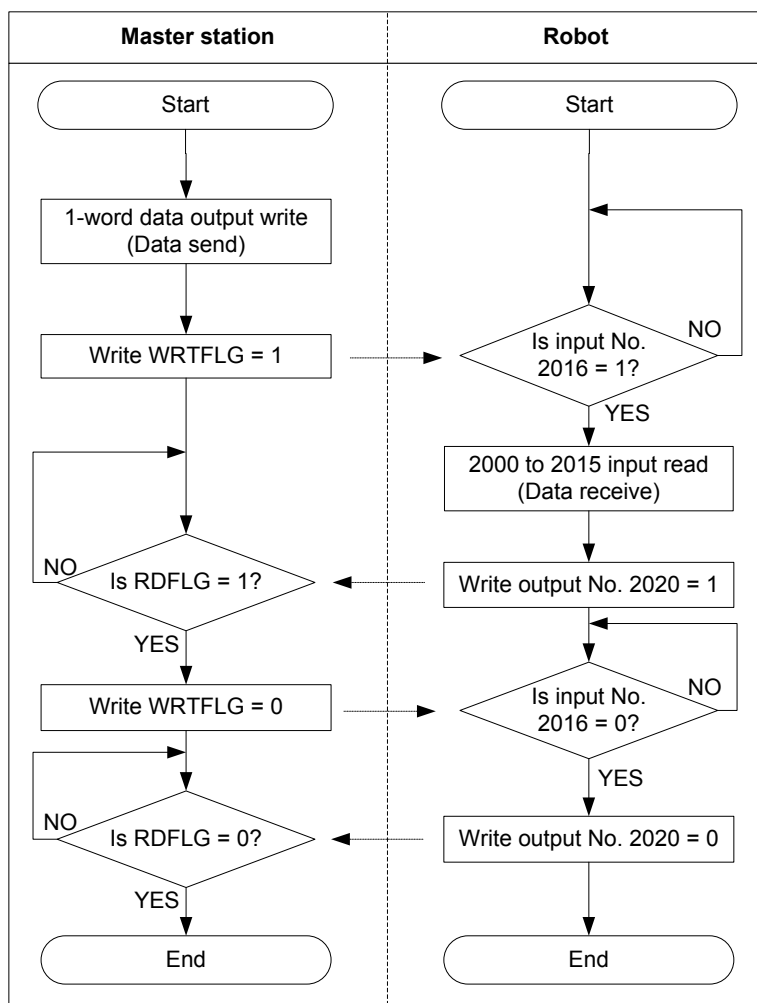 Master station
Robot
Start
Start
1-word data output write
(Data send)
Write WRTFLG = 1
Is input No.
2016 = 1?
NO
YES
2000 to 2015 input read
(Data receive)
NO
Is RDFLG = 1?
Write output No. 2020 = 1
YES
Write WRTFLG = 0
Is input No.
2016 = 0?
NO
YES
NO
Is RDFLG = 0?
Write output No. 2020 = 0
YES
End
End